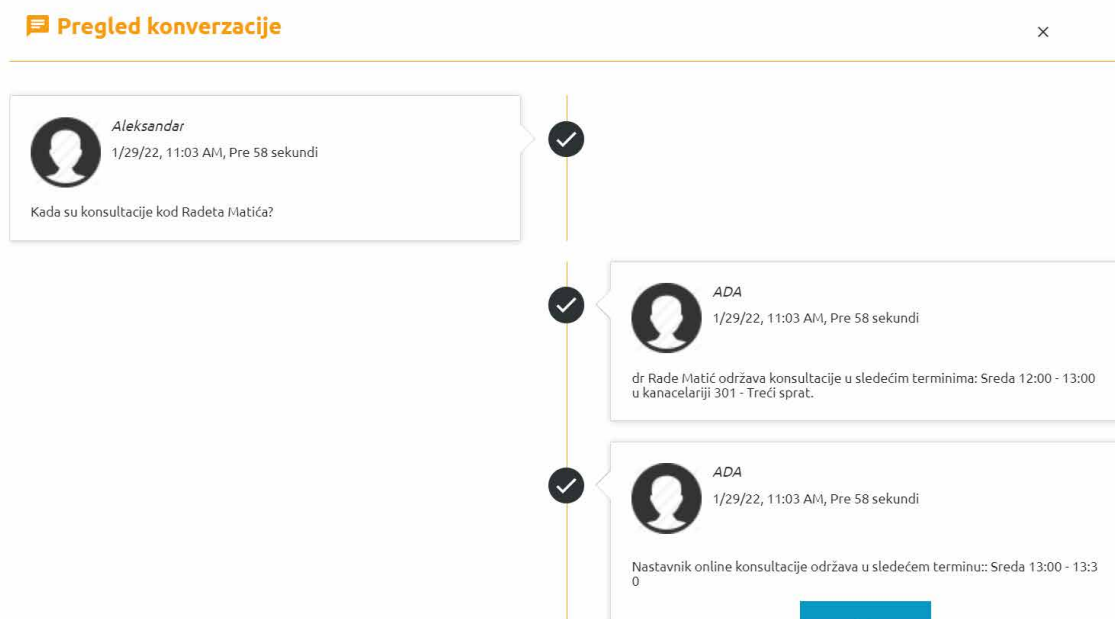 Pregled konverzacije
Aleksandar
1/29/22, 11:03 AM, Pre 58 sekundi
Kada su konsultacije kod Radeta Matića?
ADA
1/29/22, 11:03 AM, Pre 58 sekundi
dr Rade Matić održava konsultacije u sledećim terminima: Sreda 12:00 - 13:00
u kanacelariji 301 - Treći sprat.
ADA
1/29/22, 11:03 AM, Pre 58 sekundi
Nastavnik online konsultacije održava u sledećem terminu:: Sreda 13:00 - 13:3
0